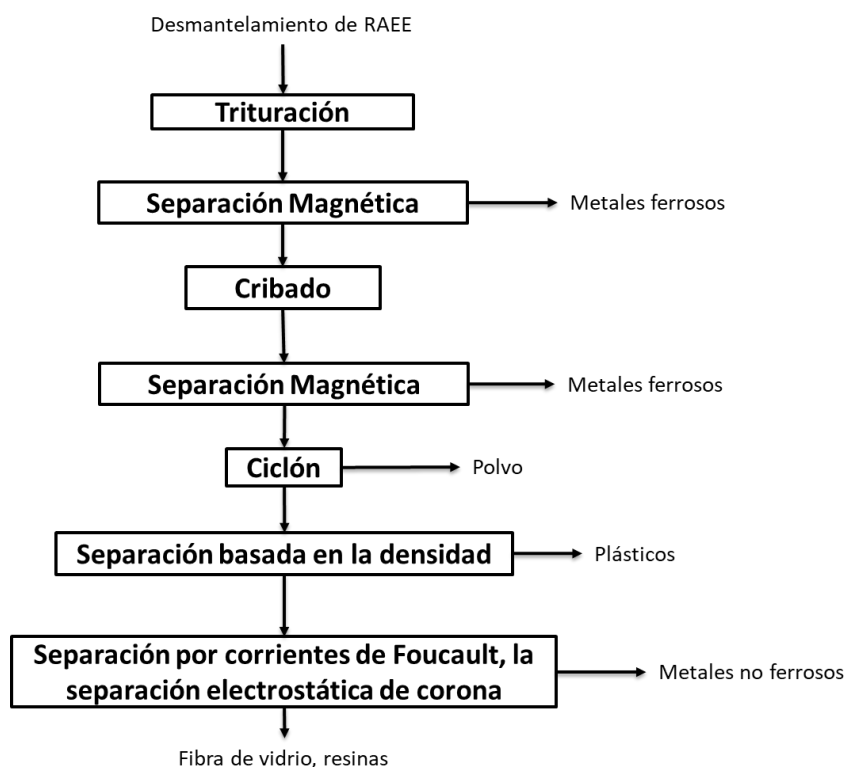 Desmantelamiento de RAEE
Trituración
Separación Magnética
Metales ferrosos
Cribado
Separación Magnética
Metales ferrosos
Ciclón
Polvo
Separación basada en la densidad
Plásticos
Separación por corrientes de Foucault, la
separación electrostática de corona
Metales no ferrosos
Fibra de vidrio, resinas